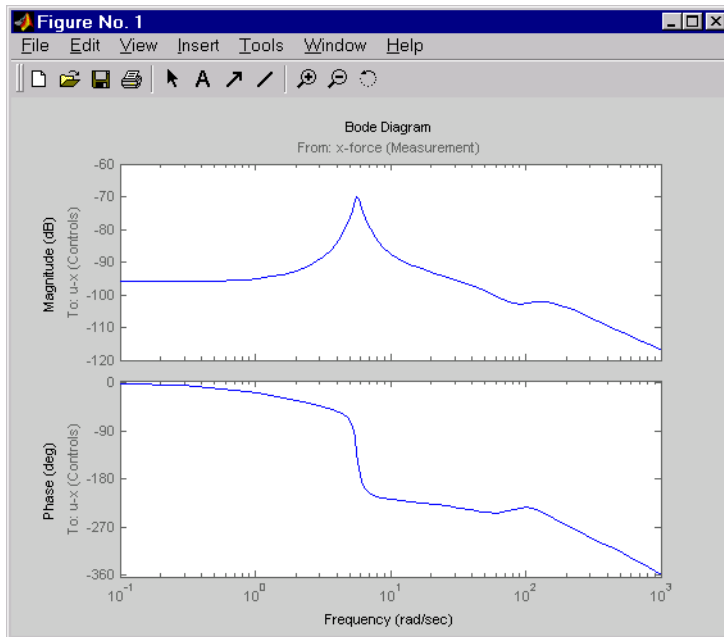 Figure No. 1
File Edit View Insert Tools Window Help
A
Bode Diagram
From: x-force (Measurement)
Magnitude (dB)
To: u-x (Controls)
-60
-70
-80
-90
-100
-110
-120
Phase (deg)
To: u-x (Controls)
0
-90
-180
-270
-360
10^-1 10^0 10^1 10^2 10^3
Frequency (rad/sec)